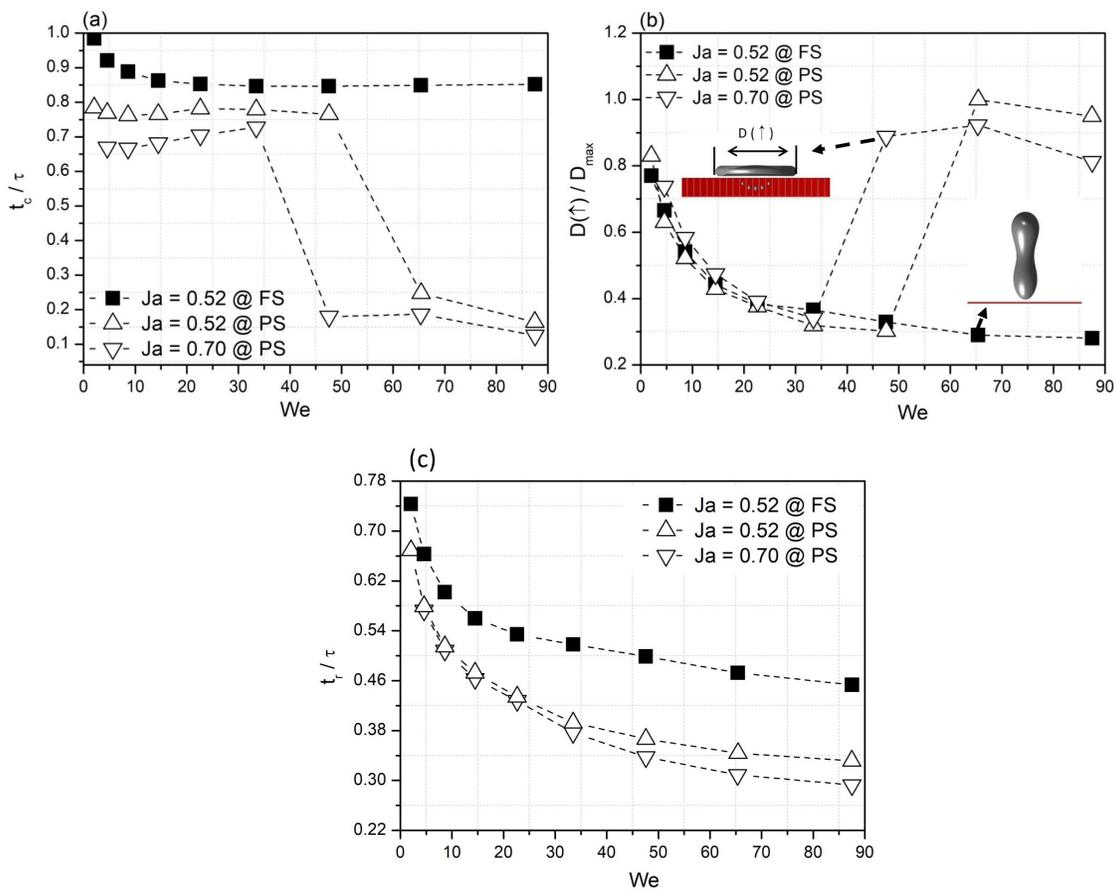 (a)
1.0
0.9
0.8
0.7
0.6
0.5
0.4
0.3
0.2
0.1
t_c / τ
Ja = 0.52 @ FS
Ja = 0.52 @ PS
Ja = 0.70 @ PS
0 10 20 30 40 50 60 70 80 90
We
(b)
1.2
1.0
0.8
0.6
0.4
0.2
D(↑) / D_max
Ja = 0.52 @ FS
Ja = 0.52 @ PS
Ja = 0.70 @ PS
D (↑)
0 10 20 30 40 50 60 70 80 90
We
(c)
0.78
0.70
0.62
0.54
0.46
0.38
0.30
0.22
t_r / τ
Ja = 0.52 @ FS
Ja = 0.52 @ PS
Ja = 0.70 @ PS
0 10 20 30 40 50 60 70 80 90
We